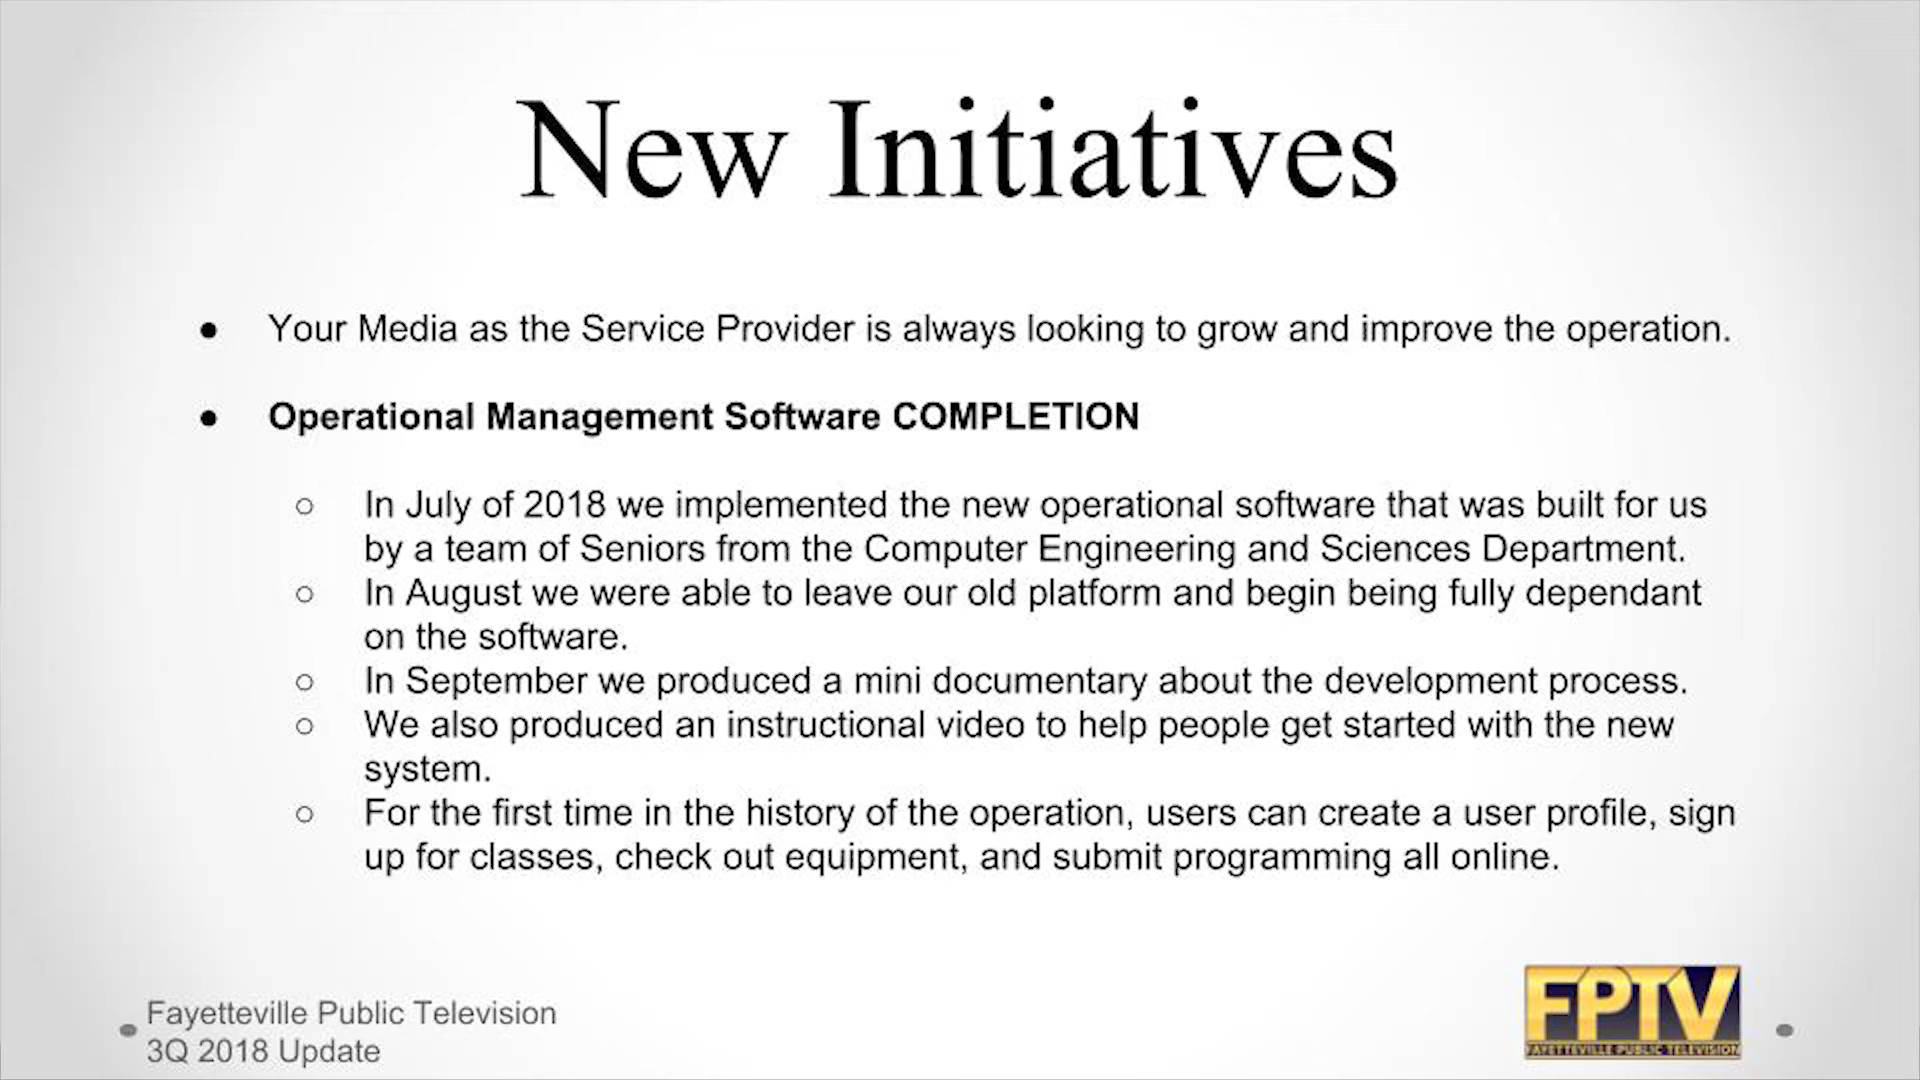 New Initiatives
● Your Media as the Service Provider is always looking to grow and improve the operation.
● Operational Management Software COMPLETION
○ In July of 2018 we implemented the new operational software that was built for us
by a team of Seniors from the Computer Engineering and Sciences Department.
○ In August we were able to leave our old platform and begin being fully dependant
on the software.
○ In September we produced a mini documentary about the development process.
○ We also produced an instructional video to help people get started with the new
system.
○ For the first time in the history of the operation, users can create a user profile, sign
up for classes, check out equipment, and submit programming all online.
Fayetteville Public Television
3Q 2018 Update
FPTV
FAYETTEVILLE PUBLIC TELEVISION